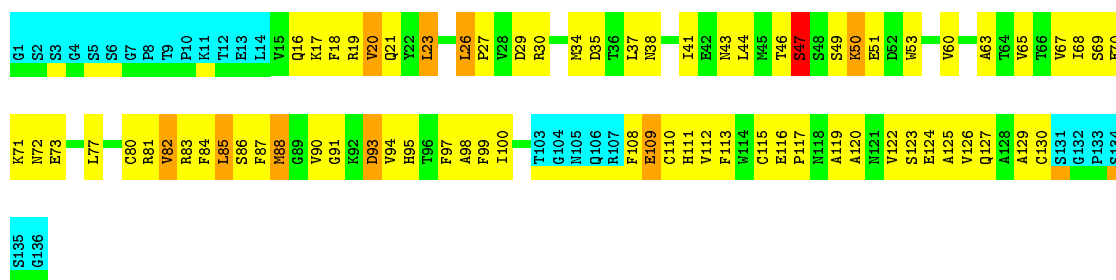 G1 S2 S3 G4 S5 S6 G7 P8 T9 P10 K11 T12 E13 L14 V15 Q16 K17 F18 R19 V20 Q21 Y22 L23 L26 P27 V28 D29 R30 M34 D35 T36 L37 N38 I41 E42 N43 L44 M45 T46 S47 S48 S49 K50 E51 D52 W53 V60 A63 T64 V65 T66 V67 I68 S69 E70
K71 N72 E73 L77 C80 R81 V82 R83 F84 L85 S86 F87 M88 G89 V90 G91 K92 D93 V94 H95 T96 F97 A98 F99 I100 T103 G104 N105 Q106 R107 F108 E109 C110 H111 V112 F113 W114 C115 E116 P117 N118 A119 A120 N121 V122 S123 E124 A125 V126 Q127 A128 A129 C130 S131 G132 P133 S134
S135 G136